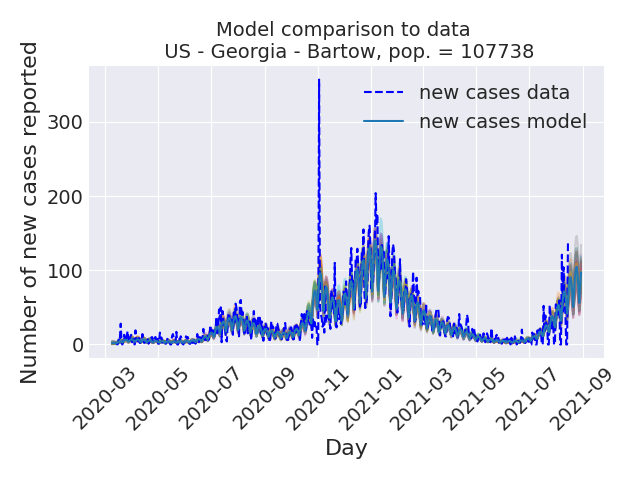 Model comparison to data
US - Georgia - Bartow, pop. = 107738
Number of new cases reported
300
200
100
0
new cases data
new cases model
2020-03
2020-05
2020-07
2020-09
2020-11
2021-01
2021-03
2021-05
2021-07
2021-09
Day